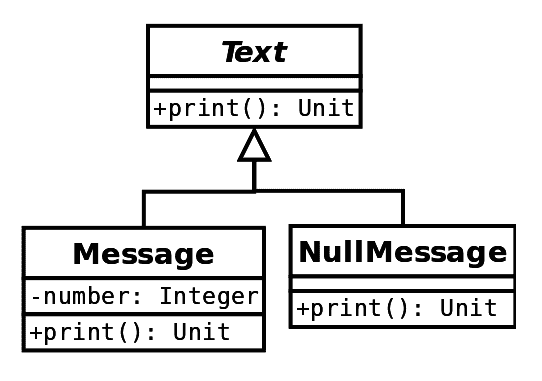 Text
+print(): Unit
Message
-number: Integer
+print(): Unit
NullMessage
+print(): Unit